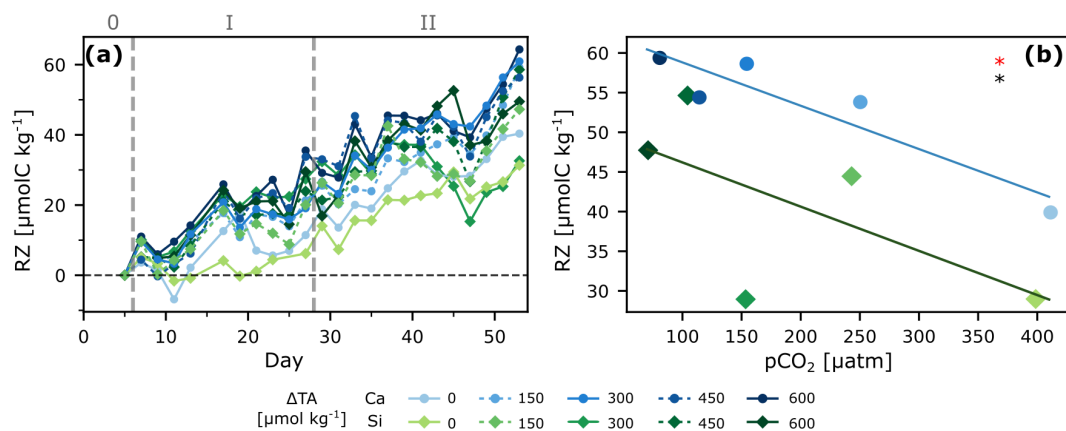 0 I II
(a)
RZ [µmolC kg⁻¹]
60
40
20
0
0 10 20 30 40 50
Day
(b)
*
*
RZ [µmolC kg⁻¹]
60
55
50
45
40
35
30
100 150 200 250 300 350 400
pCO₂ [µatm]
ΔTA Ca 0 150 300 450 600
[µmol kg⁻¹] Si 0 150 300 450 600